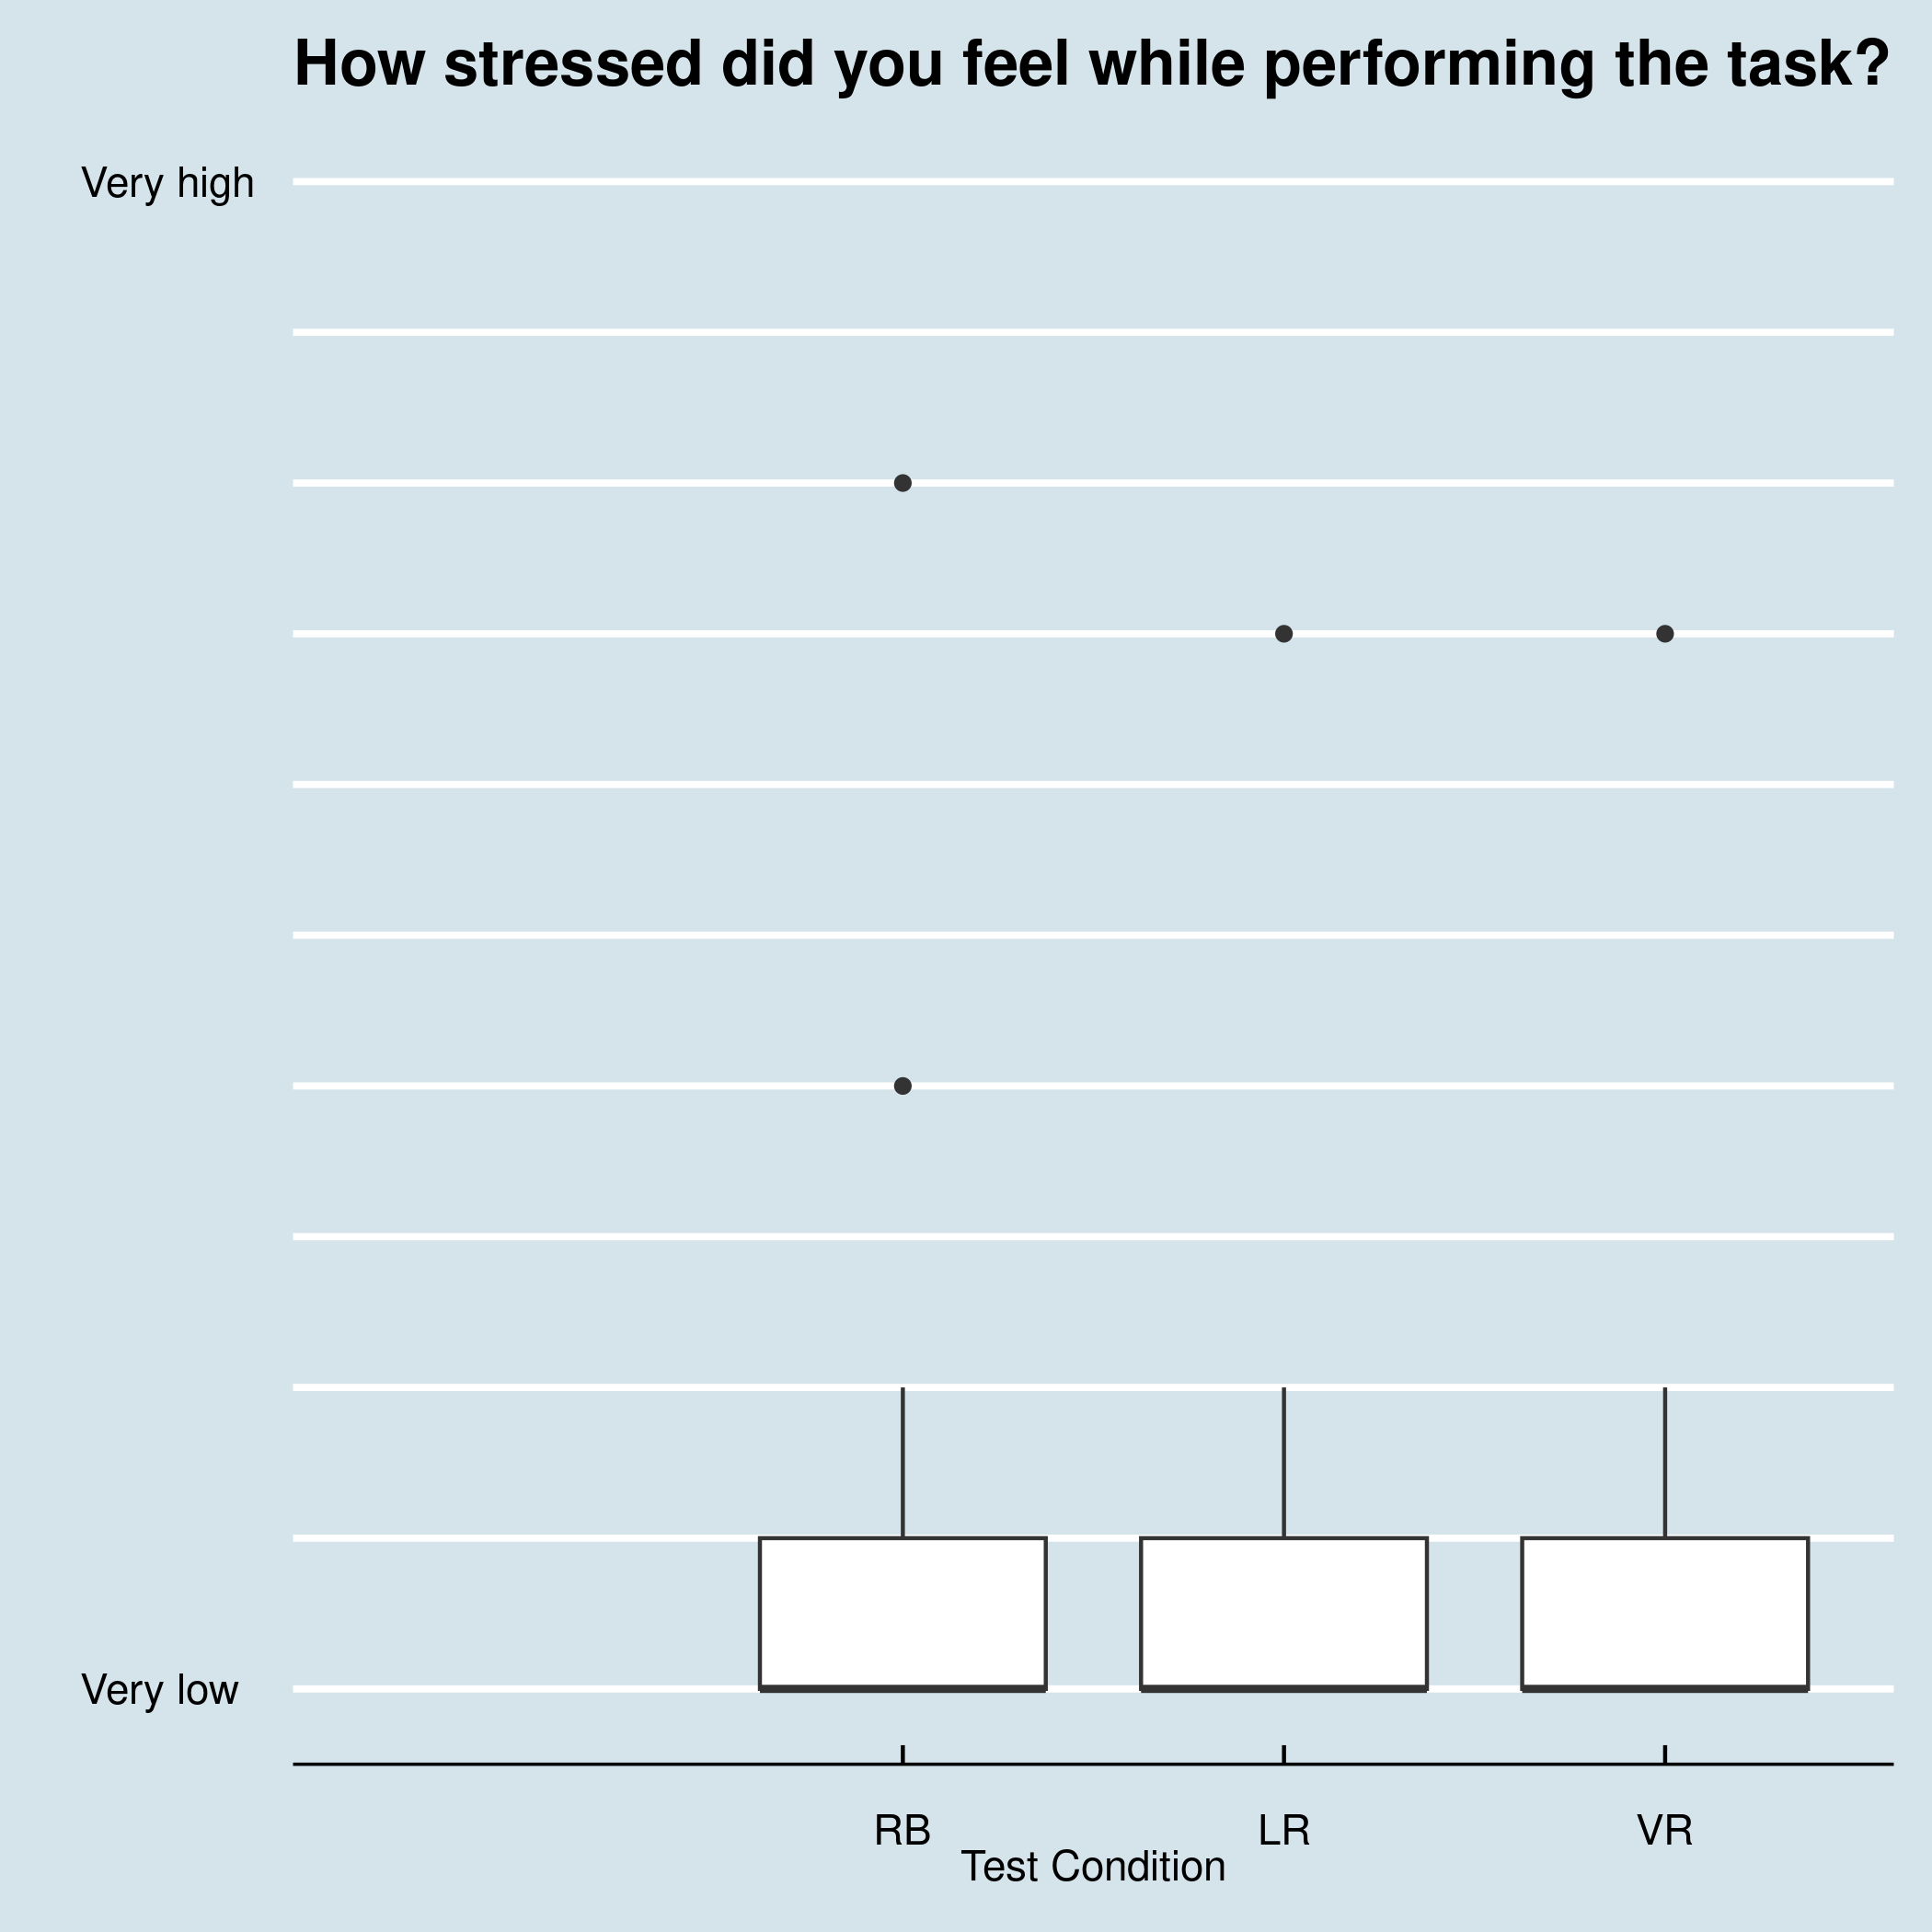 How stressed did you feel while performing the task?
Very high
Very low
RB LR VR
Test Condition